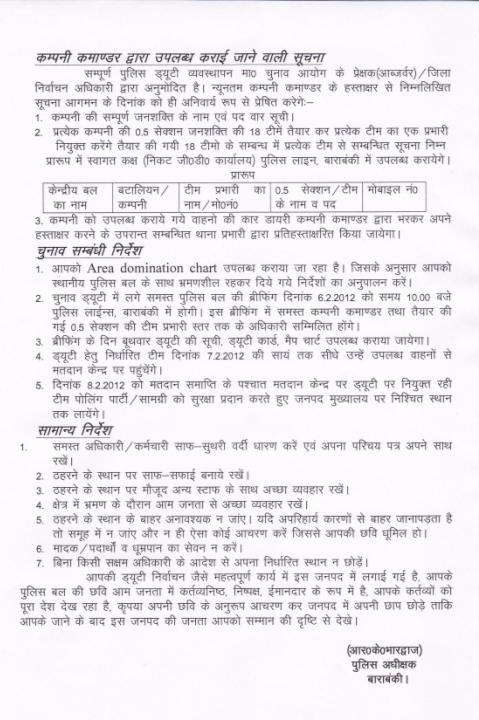 कम्पनी कमाण्डर द्वारा उपलब्ध कराई जाने वाली सूचना
सम्पूर्ण पुलिस ड्यूटी व्यवस्थापन मा0 चुनाव आयोग के प्रेक्षक(आब्जर्वर)/जिला
निर्वाचन अधिकारी द्वारा अनुमोदित है। न्यूनतम कम्पनी कमाण्डर के हस्ताक्षर से निम्नलिखित
सूचना आगमन के दिनांक को ही अनिवार्य रूप से प्रेषित करेगे:–
1. कम्पनी की सम्पूर्ण जनशक्ति के नाम एवं पद वार सूची।
2. प्रत्येक कम्पनी की 0.5 सेक्शन जनशक्ति की 18 टीमें तैयार कर प्रत्येक टीम का एक प्रभारी
नियुक्त करेंगे तैयार की गयी 18 टीमो के सम्बन्ध में प्रत्येक टीम से सम्बन्धित सूचना निम्न
प्रारूप में स्वागत कक्ष (निकट जी0डी0 कार्यालय) पुलिस लाइन, बाराबंकी में उपलब्ध करायेगे।
प्रारूप
केन्द्रीय बल का नाम | बटालियन/कम्पनी | टीम प्रभारी का नाम/मो0नं0 | 0.5 सेक्शन/टीम के नाम व पद | मोबाइल नं0
3. कम्पनी को उपलब्ध कराये गये वाहनो की कार डायरी कम्पनी कमाण्डर द्वारा भरकर अपने
हस्ताक्षर करने के उपरान्त सम्बन्धित थाना प्रभारी द्वारा प्रतिहस्ताक्षरित किया जायेगा।
चुनाव सम्बंधी निर्देश
1. आपको Area domination chart उपलब्ध कराया जा रहा है। जिसके अनुसार आपको
स्थानीय पुलिस बल के साथ भ्रमणशील रहकर दिये गये निर्देशों का अनुपालन करें।
2. चुनाव ड्यूटी में लगे समस्त पुलिस बल की ब्रीफिंग दिनांक 6.2.2012 को समय 10.00 बजे
पुलिस लाईन्स, बाराबंकी में होगी। इस ब्रीफिंग में समस्त कम्पनी कमाण्डर तथा तैयार की
गई 0.5 सेक्शन की टीम प्रभारी स्तर तक के अधिकारी सम्मिलित होंगे।
3. ब्रीफिंग के दिन बूथवार ड्यूटी की सूची, ड्यूटी कार्ड, मैप चार्ट उपलब्ध कराया जायेगा।
4. ड्यूटी हेतु निर्धारित टीम दिनांक 7.2.2012 की सायं तक सीधे उन्हें उपलब्ध वाहनों से
मतदान केन्द्र पर पहुंचेंगे।
5. दिनांक 8.2.2012 को मतदान समाप्ति के पश्चात मतदान केन्द्र पर ड्यूटी पर नियुक्त रही
टीम पोलिंग पार्टी/सामग्री को सुरक्षा प्रदान करते हुए जनपद मुख्यालय पर निश्चित स्थान
तक लायेंगे।
सामान्य निर्देश
1. समस्त अधिकारी/कर्मचारी साफ–सुथरी वर्दी धारण करें एवं अपना परिचय पत्र अपने साथ
रखें।
2. ठहरने के स्थान पर साफ–सफाई बनाये रखें।
3. ठहरने के स्थान पर मौजूद अन्य स्टाफ के साथ अच्छा व्यवहार रखें।
4. क्षेत्र में भ्रमण के दौरान आम जनता से अच्छा व्यवहार रखें।
5. ठहरने के स्थान के बाहर अनावश्यक न जांए। यदि अपरिहार्य कारणों से बाहर जानापड़ता है
तो समूह में न जांए और न ही ऐसा कोई आचरण करें जिससे आपकी छवि धूमिल हो।
6. मादक/पदार्थों व धूम्रपान का सेवन न करें।
7. बिना किसी सक्षम अधिकारी के आदेश से अपना निर्धारित स्थान न छोड़ें।
आपकी ड्यूटी निर्वाचन जैसे महत्वपूर्ण कार्य में इस जनपद में लगाई गई है, आपके
पुलिस बल की छवि आम जनता में कर्तव्यनिष्ठ, निष्पक्ष, ईमानदार के रूप में है, आपके कर्तव्यों को
पूरा देश देख रहा है, कृपया अपनी छवि के अनुरूप आचरण कर जनपद में अपनी छाप छोड़े ताकि
आपके जाने के बाद इस जनपद की जनता आपको सम्मान की दृष्टि से देखे।
(आर0के0भारद्वाज)
पुलिस अधीक्षक
बाराबंकी।